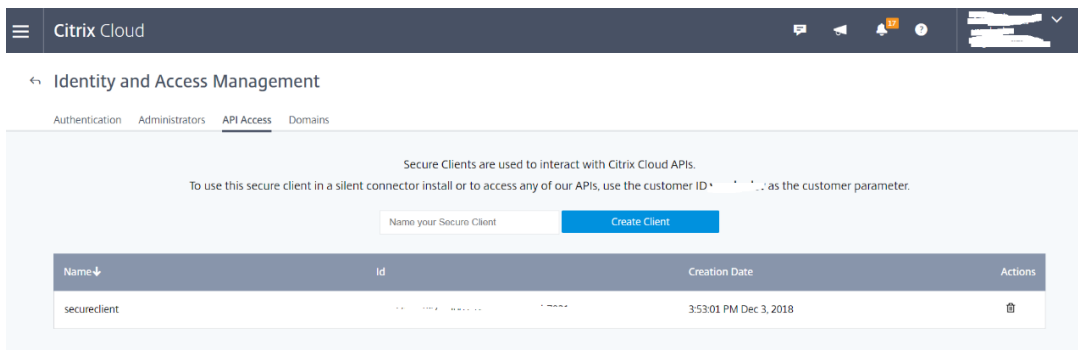 Citrix Cloud
17
?
Identity and Access Management
Authentication Administrators API Access Domains
Secure Clients are used to interact with Citrix Cloud APIs.
To use this secure client in a silent connector install or to access any of our APIs, use the customer ID as the customer parameter.
Name your Secure Client Create Client
Name Id Creation Date Actions
secureclient 3:53:01 PM Dec 3, 2018